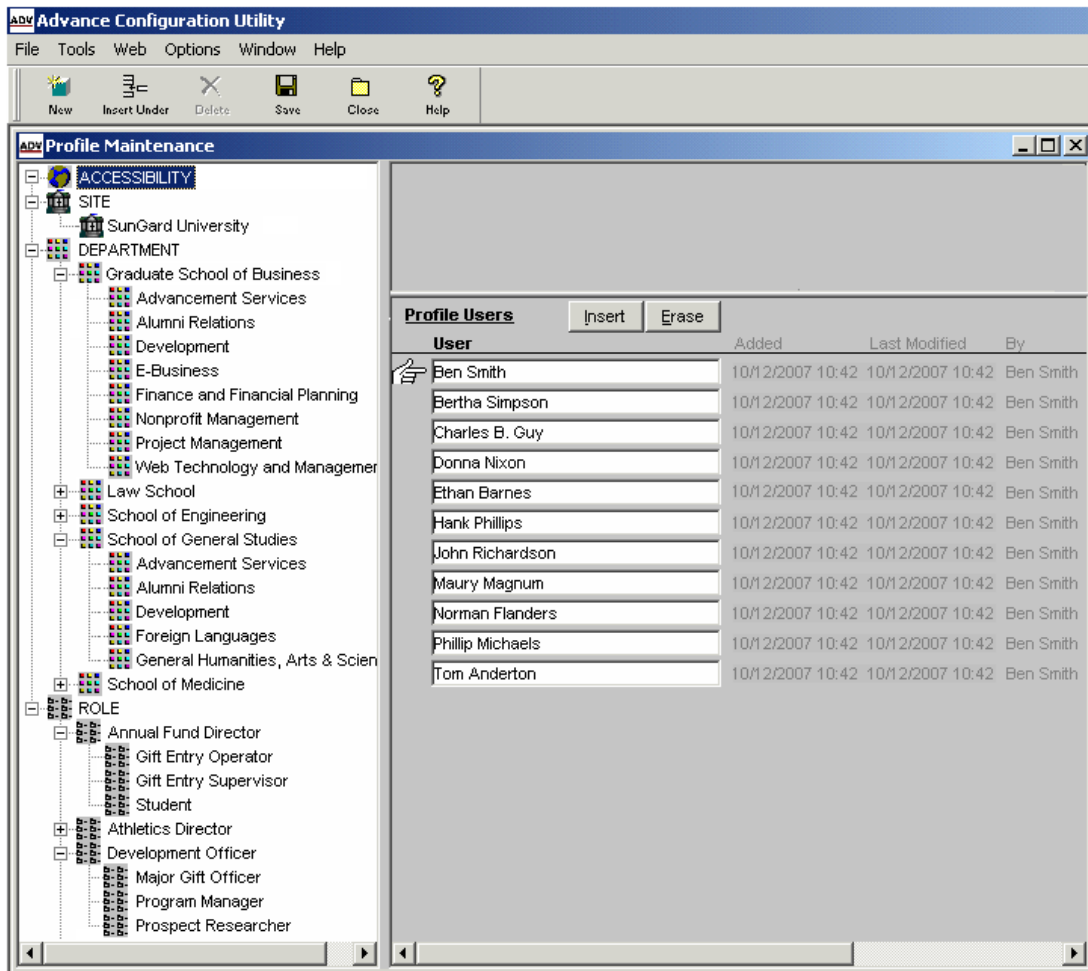 ADV Advance Configuration Utility
File Tools Web Options Window Help
New Insert Under Delete Save Close Help
ADV Profile Maintenance
ACCESSIBILITY
SITE
SunGard University
DEPARTMENT
Graduate School of Business
Advancement Services
Alumni Relations
Development
E-Business
Finance and Financial Planning
Nonprofit Management
Project Management
Web Technology and Managemer
Law School
School of Engineering
School of General Studies
Advancement Services
Alumni Relations
Development
Foreign Languages
General Humanities, Arts & Scien
School of Medicine
ROLE
Annual Fund Director
Gift Entry Operator
Gift Entry Supervisor
Student
Athletics Director
Development Officer
Major Gift Officer
Program Manager
Prospect Researcher
Profile Users Insert Erase
User Added Last Modified By
Ben Smith 10/12/2007 10:42 10/12/2007 10:42 Ben Smith
Bertha Simpson 10/12/2007 10:42 10/12/2007 10:42 Ben Smith
Charles B. Guy 10/12/2007 10:42 10/12/2007 10:42 Ben Smith
Donna Nixon 10/12/2007 10:42 10/12/2007 10:42 Ben Smith
Ethan Barnes 10/12/2007 10:42 10/12/2007 10:42 Ben Smith
Hank Phillips 10/12/2007 10:42 10/12/2007 10:42 Ben Smith
John Richardson 10/12/2007 10:42 10/12/2007 10:42 Ben Smith
Maury Magnum 10/12/2007 10:42 10/12/2007 10:42 Ben Smith
Norman Flanders 10/12/2007 10:42 10/12/2007 10:42 Ben Smith
Phillip Michaels 10/12/2007 10:42 10/12/2007 10:42 Ben Smith
Tom Anderton 10/12/2007 10:42 10/12/2007 10:42 Ben Smith